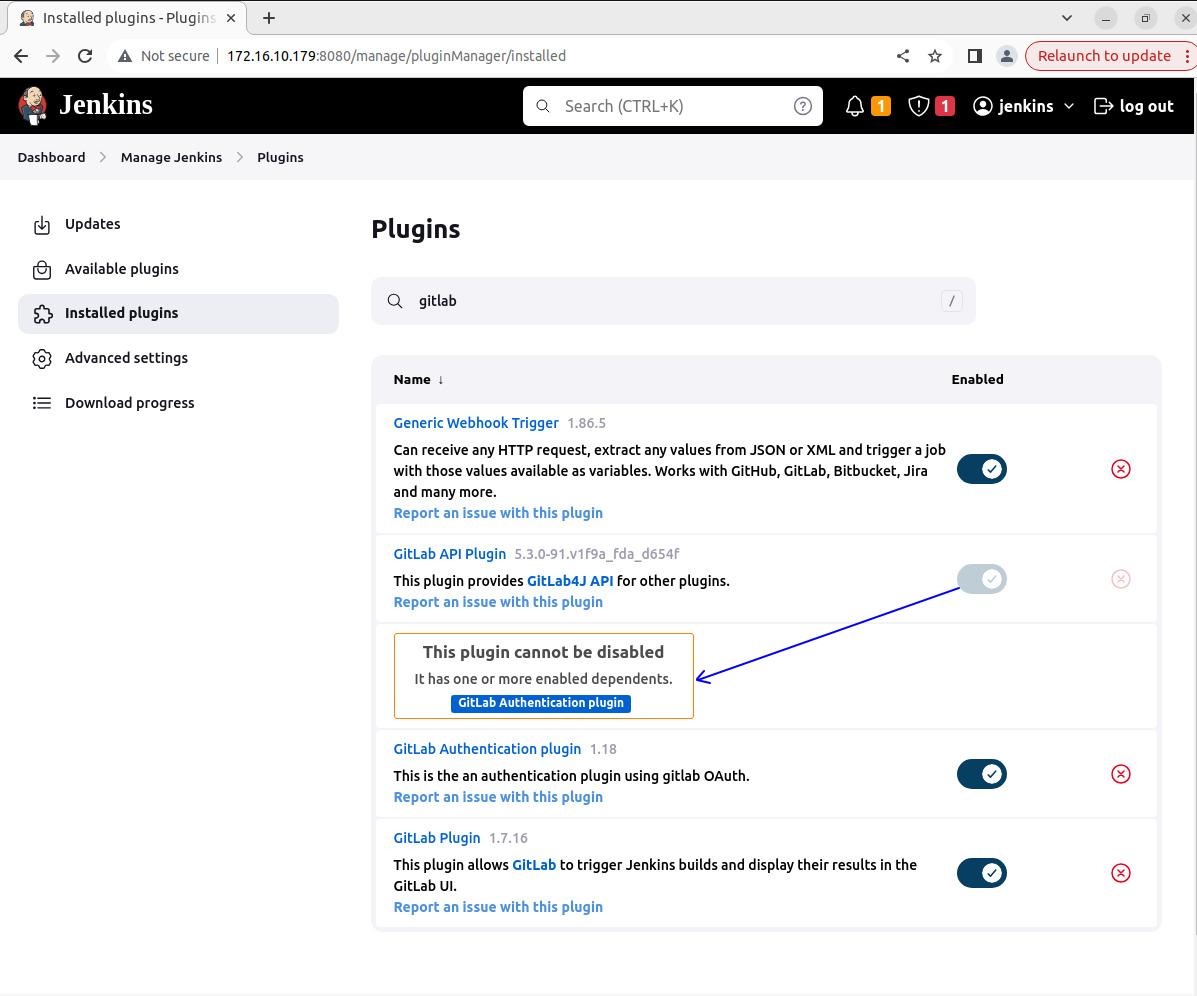 Installed plugins - Plugins
Not secure
172.16.10.179:8080/manage/pluginManager/installed
Relaunch to update
Jenkins
Search (CTRL+K)
?
1
1
jenkins
log out
Dashboard
Manage Jenkins
Plugins
Updates
Available plugins
Installed plugins
Advanced settings
Download progress
Plugins
gitlab
/
Name ↓
Enabled
Generic Webhook Trigger 1.86.5
Can receive any HTTP request, extract any values from JSON or XML and trigger a job
with those values available as variables. Works with GitHub, GitLab, Bitbucket, Jira
and many more.
Report an issue with this plugin
GitLab API Plugin 5.3.0-91.v1f9a_fda_d654f
This plugin provides GitLab4J API for other plugins.
Report an issue with this plugin
This plugin cannot be disabled
It has one or more enabled dependents.
GitLab Authentication plugin
GitLab Authentication plugin 1.18
This is the an authentication plugin using gitlab OAuth.
Report an issue with this plugin
GitLab Plugin 1.7.16
This plugin allows GitLab to trigger Jenkins builds and display their results in the
GitLab UI.
Report an issue with this plugin